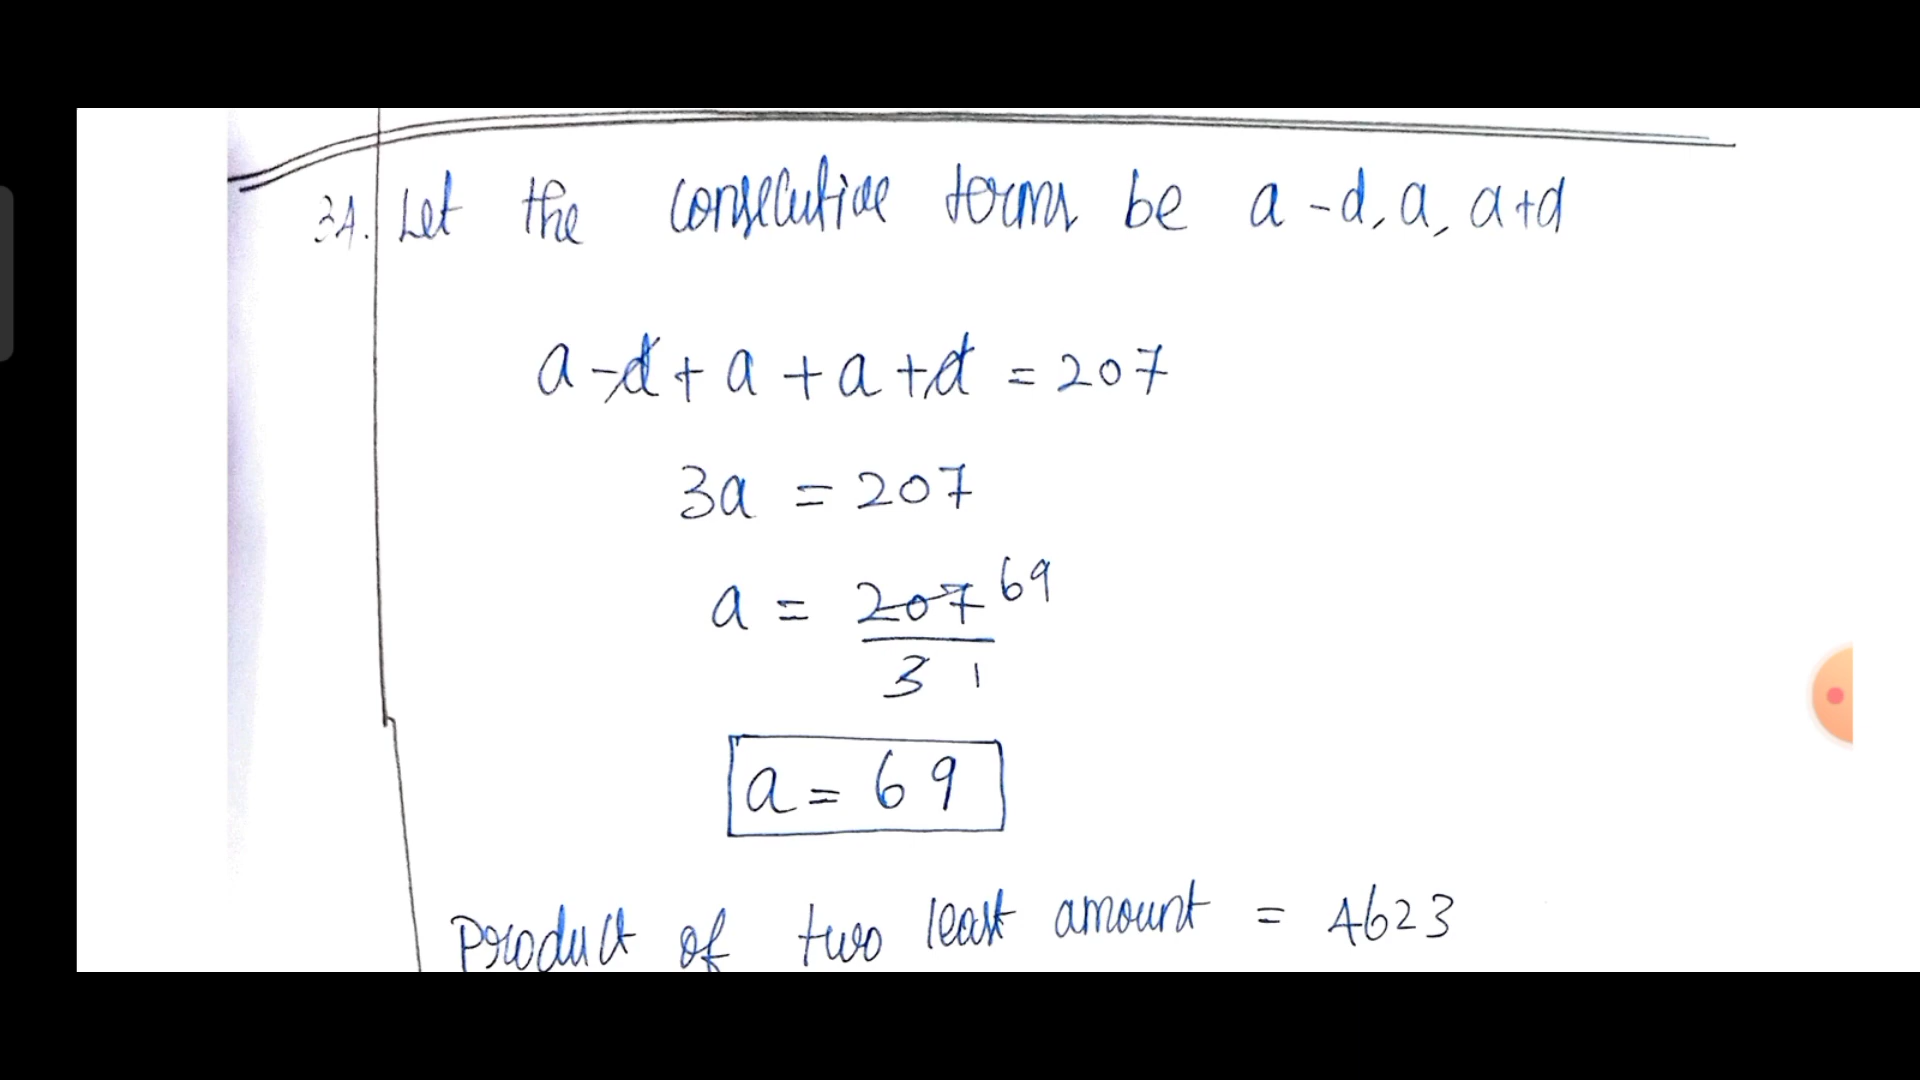 34. Let the consecutive terms be a - d, a, a+d
a - d + a + a + d = 207
3a = 207
a = 207 69
3 1
a = 69
Product of two least amount = 4623